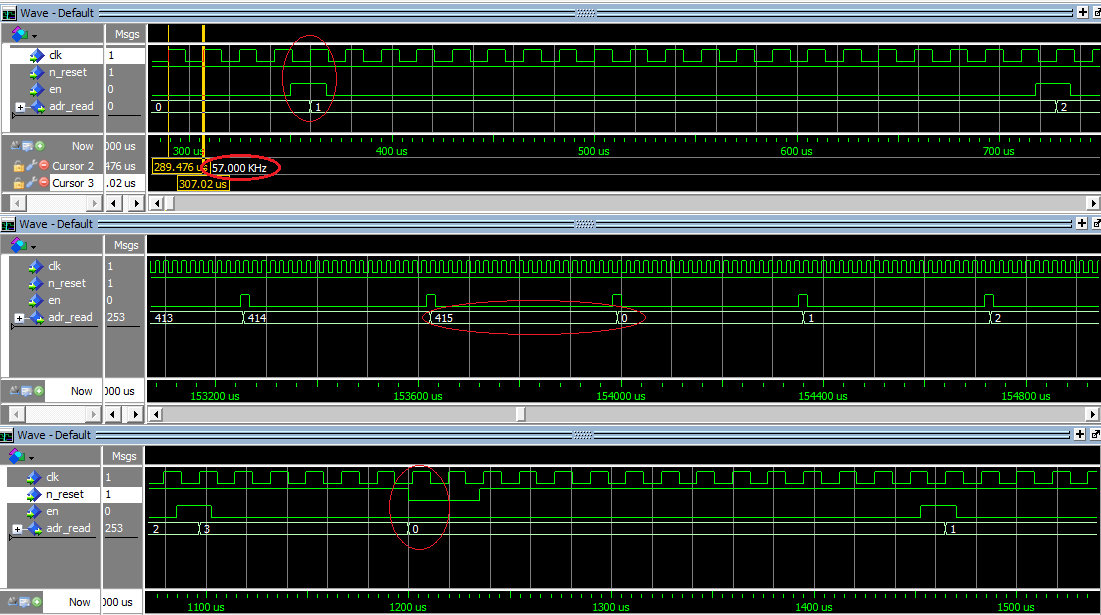 Wave - Default
Msgs
clk 1
n_reset 1
en 0
adr_read 0 0 1 2
Now 000 us 300 us 400 us 500 us 600 us 700 us
Cursor 2 476 us 289.476 us 57.000 KHz
Cursor 3 .02 us 307.02 us
Wave - Default
Msgs
clk 1
n_reset 1
en 0
adr_read 253 413 414 415 0 1 2
Now 000 us 153200 us 153600 us 154000 us 154400 us 154800 us
Wave - Default
Msgs
clk 1
n_reset 1
en 0
adr_read 253 2 3 0 1
Now 000 us 1100 us 1200 us 1300 us 1400 us 1500 us